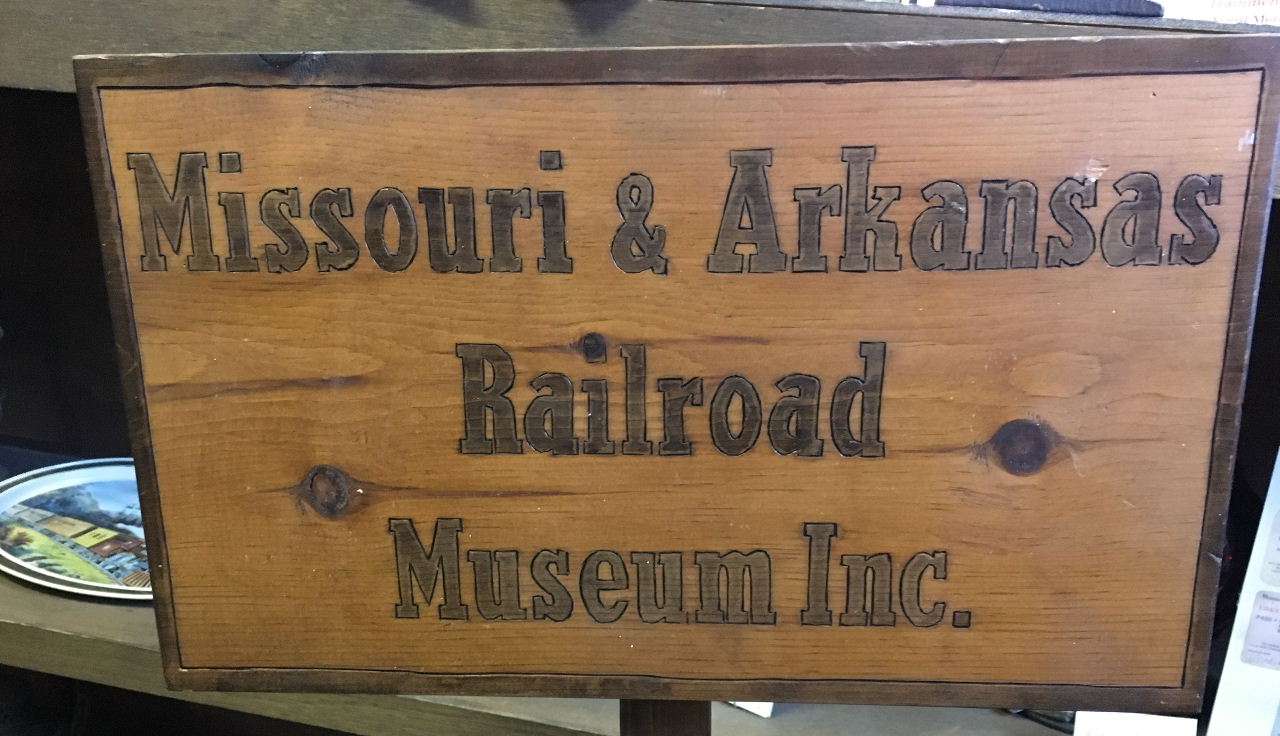 Missouri & Arkansas
Railroad
Museum Inc.